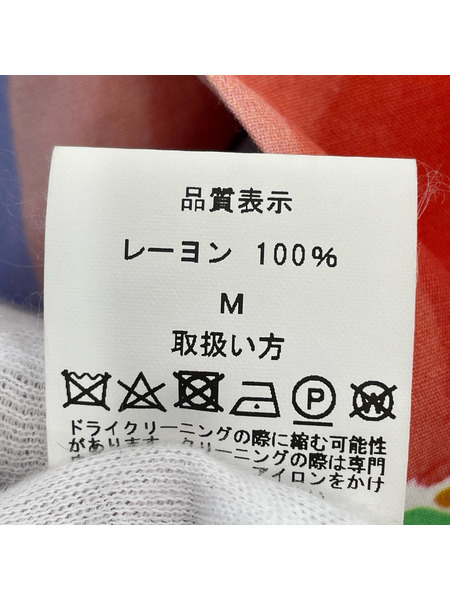 品質表示
レーヨン 100%
M
取扱い方
P W
ドライクリーニングの際に縮む可能性
があります。クリーニングの際は専門
アイロンをかけ